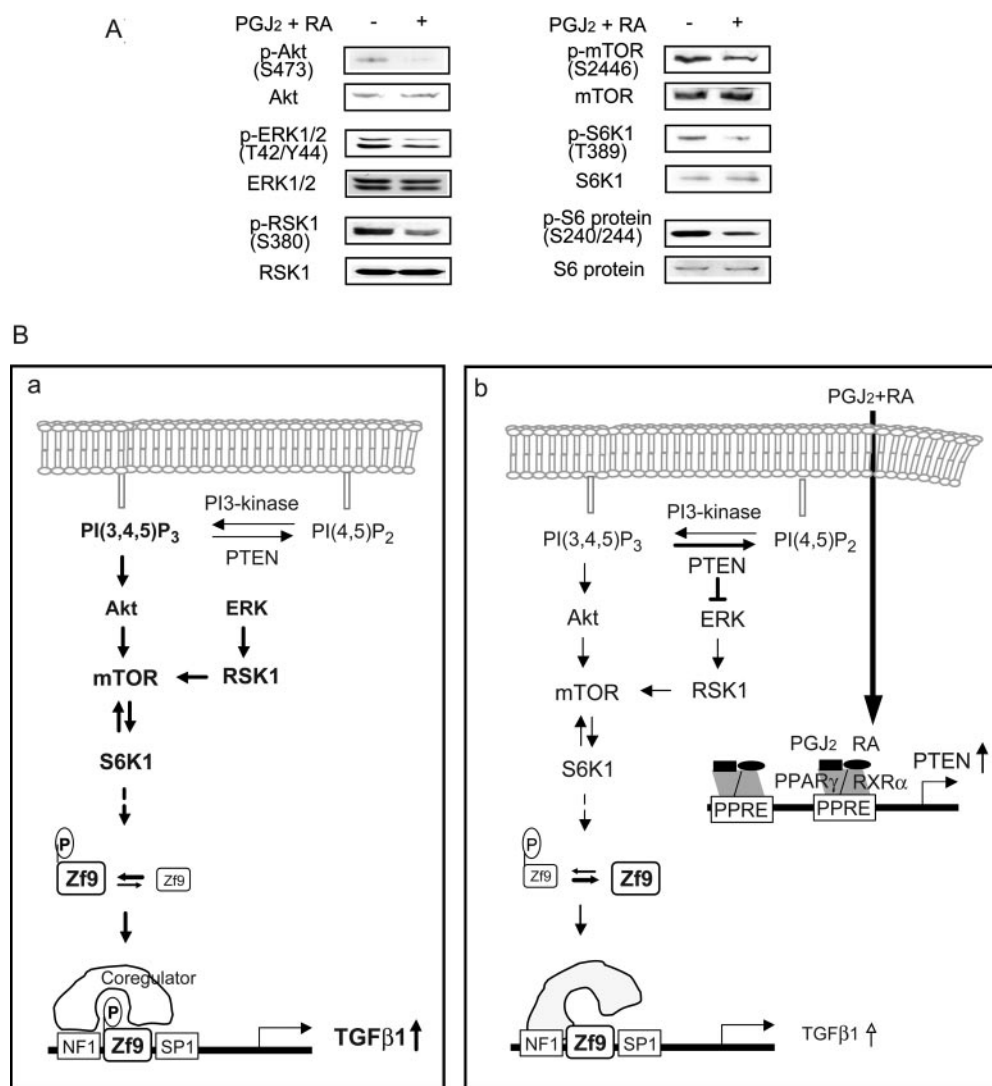 A
PGJ2 + RA - +
p-Akt
(S473)
Akt
p-ERK1/2
(T42/Y44)
ERK1/2
p-RSK1
(S380)
RSK1
PGJ2 + RA - +
p-mTOR
(S2446)
mTOR
p-S6K1
(T389)
S6K1
p-S6 protein
(S240/244)
S6 protein
B
a
PI3-kinase
PI(3,4,5)P3
PI(4,5)P2
PTEN
Akt
ERK
mTOR
RSK1
S6K1
P
Zf9
Zf9
Coregulator
P
NF1
Zf9
SP1
TGFβ1
b
PGJ2+RA
PI3-kinase
PI(3,4,5)P3
PI(4,5)P2
PTEN
Akt
ERK
mTOR
RSK1
S6K1
PGJ2
RA
PTEN
PPARγ
RXRα
PPRE
PPRE
P
Zf9
Zf9
NF1
Zf9
SP1
TGFβ1